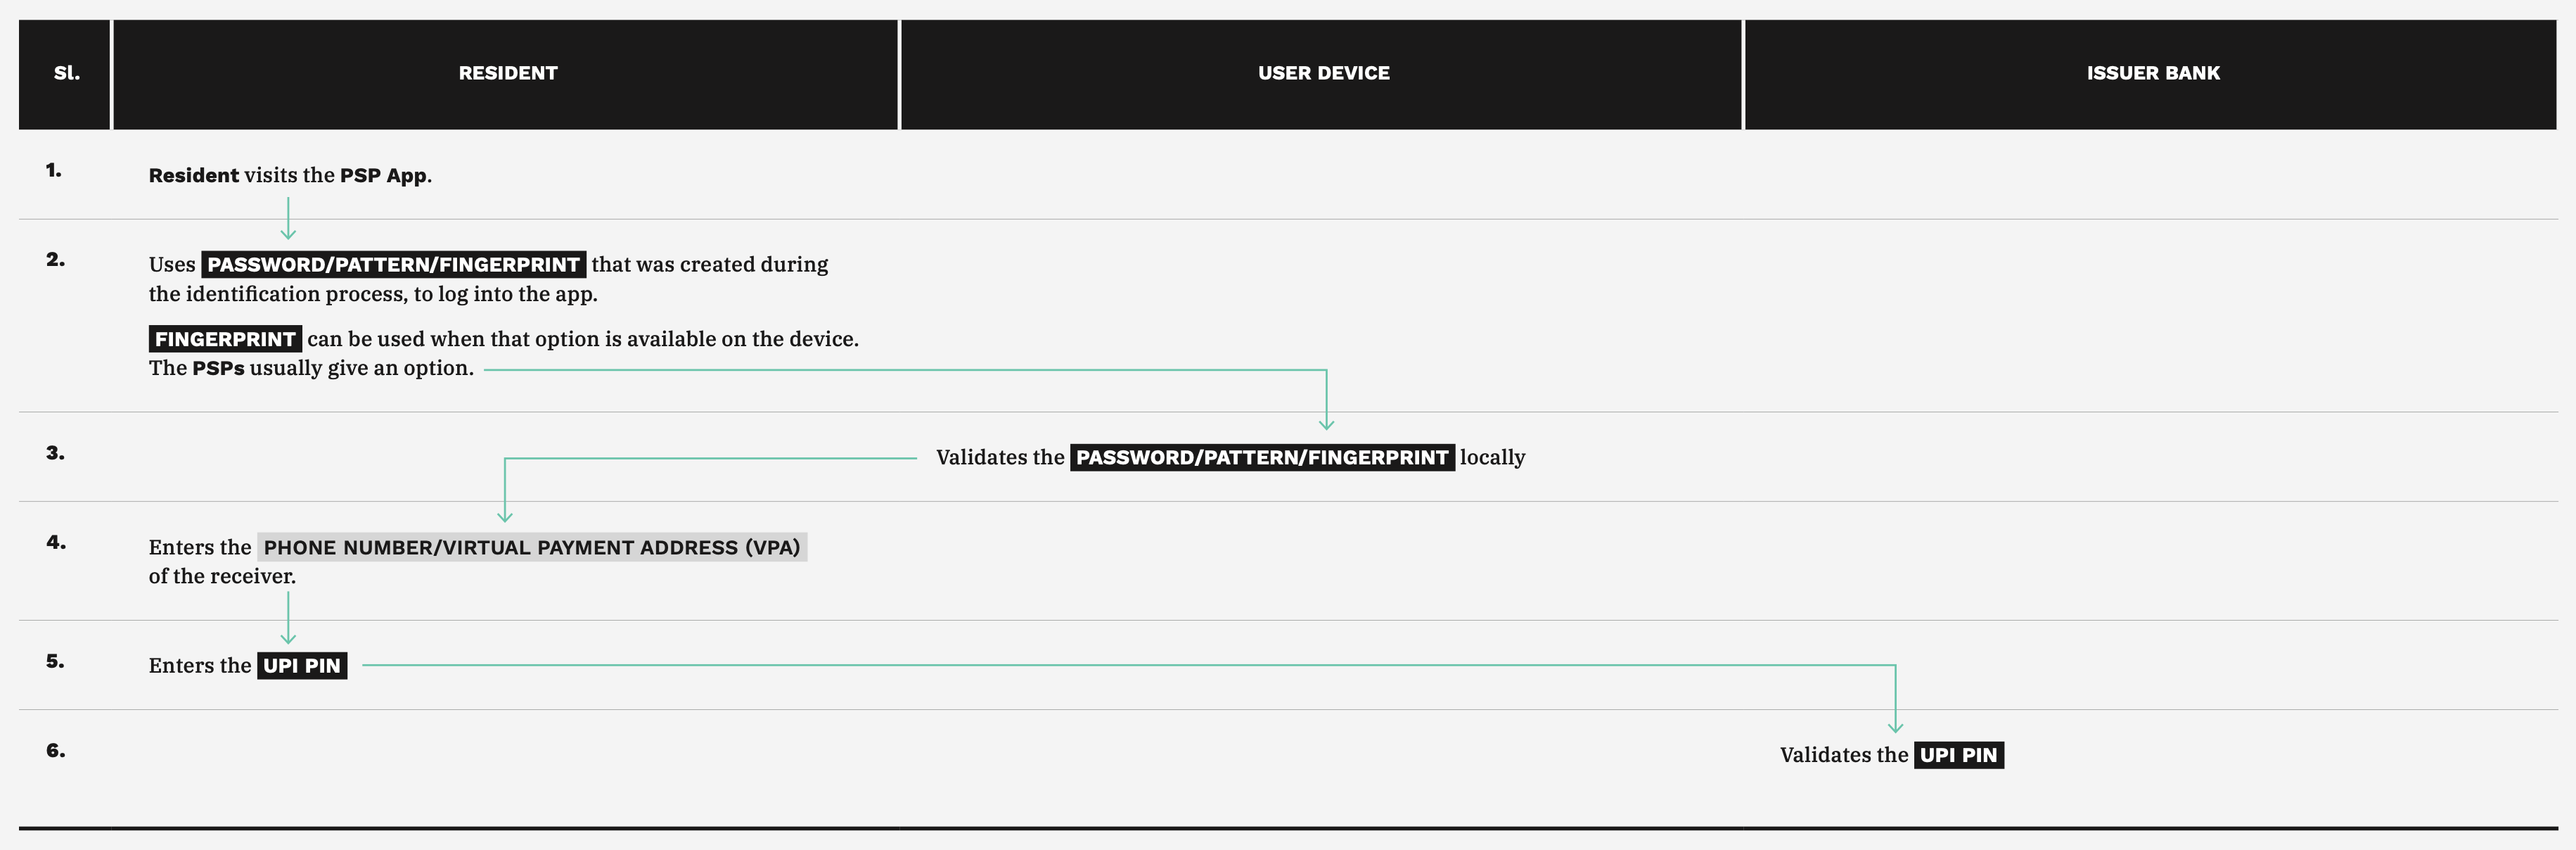 Sl.
RESIDENT
USER DEVICE
ISSUER BANK
1.
Resident visits the PSP App.
2.
Uses PASSWORD/PATTERN/FINGERPRINT that was created during
the identification process, to log into the app.
FINGERPRINT can be used when that option is available on the device.
The PSPs usually give an option.
3.
Validates the PASSWORD/PATTERN/FINGERPRINT locally
4.
Enters the PHONE NUMBER/VIRTUAL PAYMENT ADDRESS (VPA)
of the receiver.
5.
Enters the UPI PIN
6.
Validates the UPI PIN